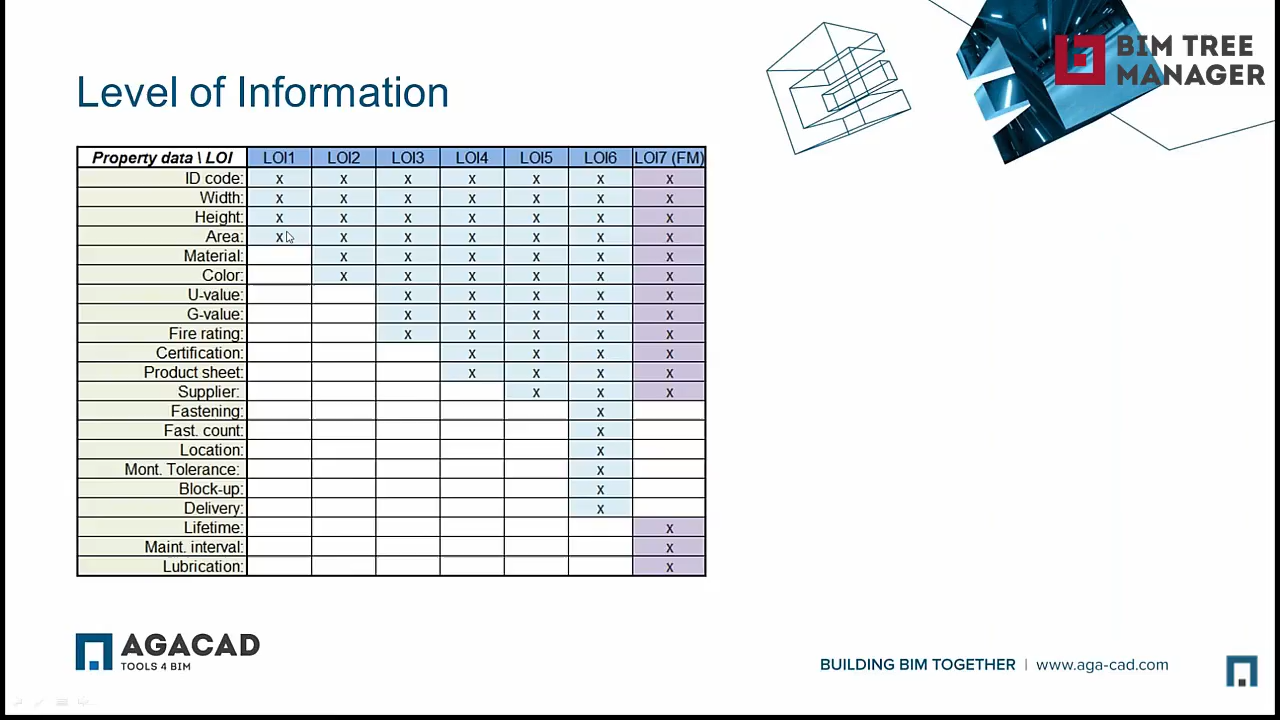 BIM TREE
MANAGER
Level of Information
Property data \ LOI LOI1 LOI2 LOI3 LOI4 LOI5 LOI6 LOI7 (FM)
ID code: x x x x x x x
Width: x x x x x x x
Height: x x x x x x x
Area: x x x x x x x
Material: x x x x x x
Color: x x x x x x
U-value: x x x x x
G-value: x x x x x
Fire rating: x x x x x
Certification: x x x x
Product sheet: x x x x
Supplier: x x x
Fastening: x
Fast. count: x
Location: x
Mont. Tolerance: x
Block-up: x
Delivery: x
Lifetime: x
Maint. interval: x
Lubrication: x
AGACAD
TOOLS 4 BIM
BUILDING BIM TOGETHER | www.aga-cad.com